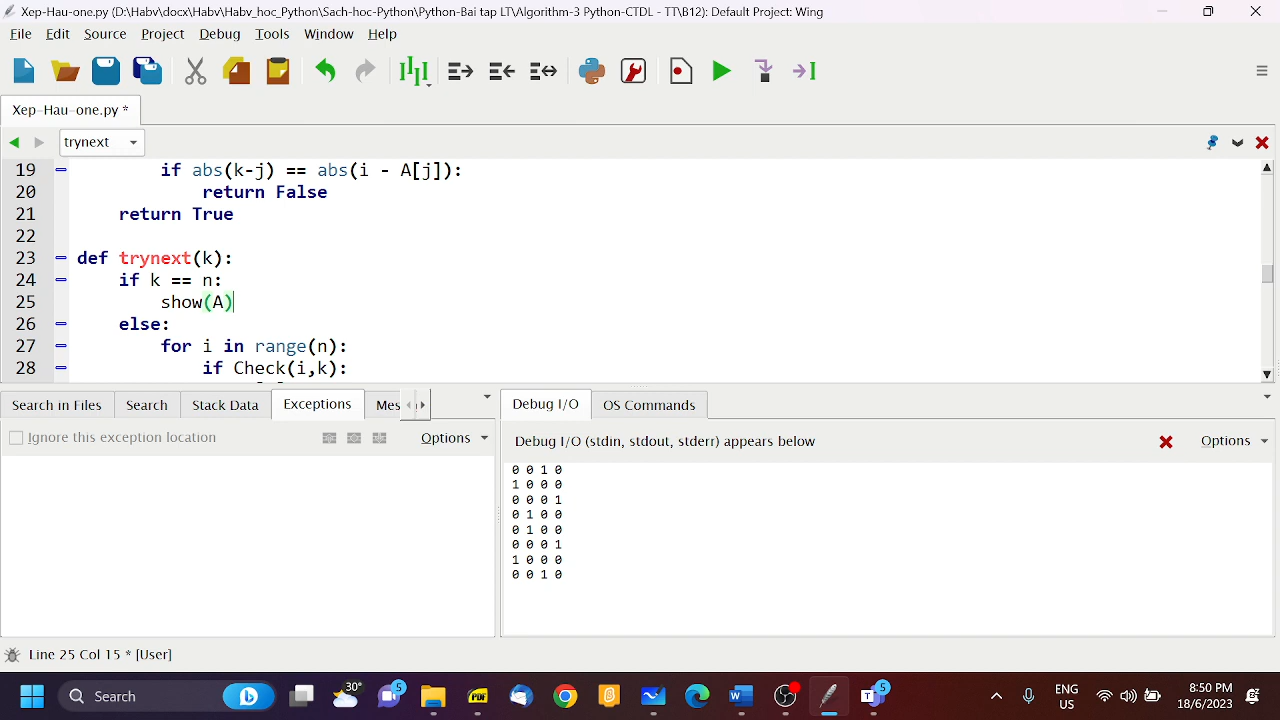 Xep-Hau-one.py (D:\Habv\docx\Habv\Habv_hoc_Python\Sach-hoc-Python\Python-Bai tap LT\Algorithm-3 Python-CTDL - TT\B12): Default Project: Wing
File Edit Source Project Debug Tools Window Help
Xep-Hau-one.py *
trynext
19 if abs(k-j) == abs(i - A[j]):
20 return False
21 return True
22
23 def trynext(k):
24 if k == n:
25 show(A)
26 else:
27 for i in range(n):
28 if Check(i,k):
Search in Files Search Stack Data Exceptions Mes Debug I/O OS Commands
Ignore this exception location Options
Debug I/O (stdin, stdout, stderr) appears below Options
0 0 1 0
1 0 0 0
0 0 0 1
0 1 0 0
0 1 0 0
0 0 0 1
1 0 0 0
0 0 1 0
Line 25 Col 15 * [User]
Search 30° 5 PDF 5 ENG US 8:50 PM 18/6/2023